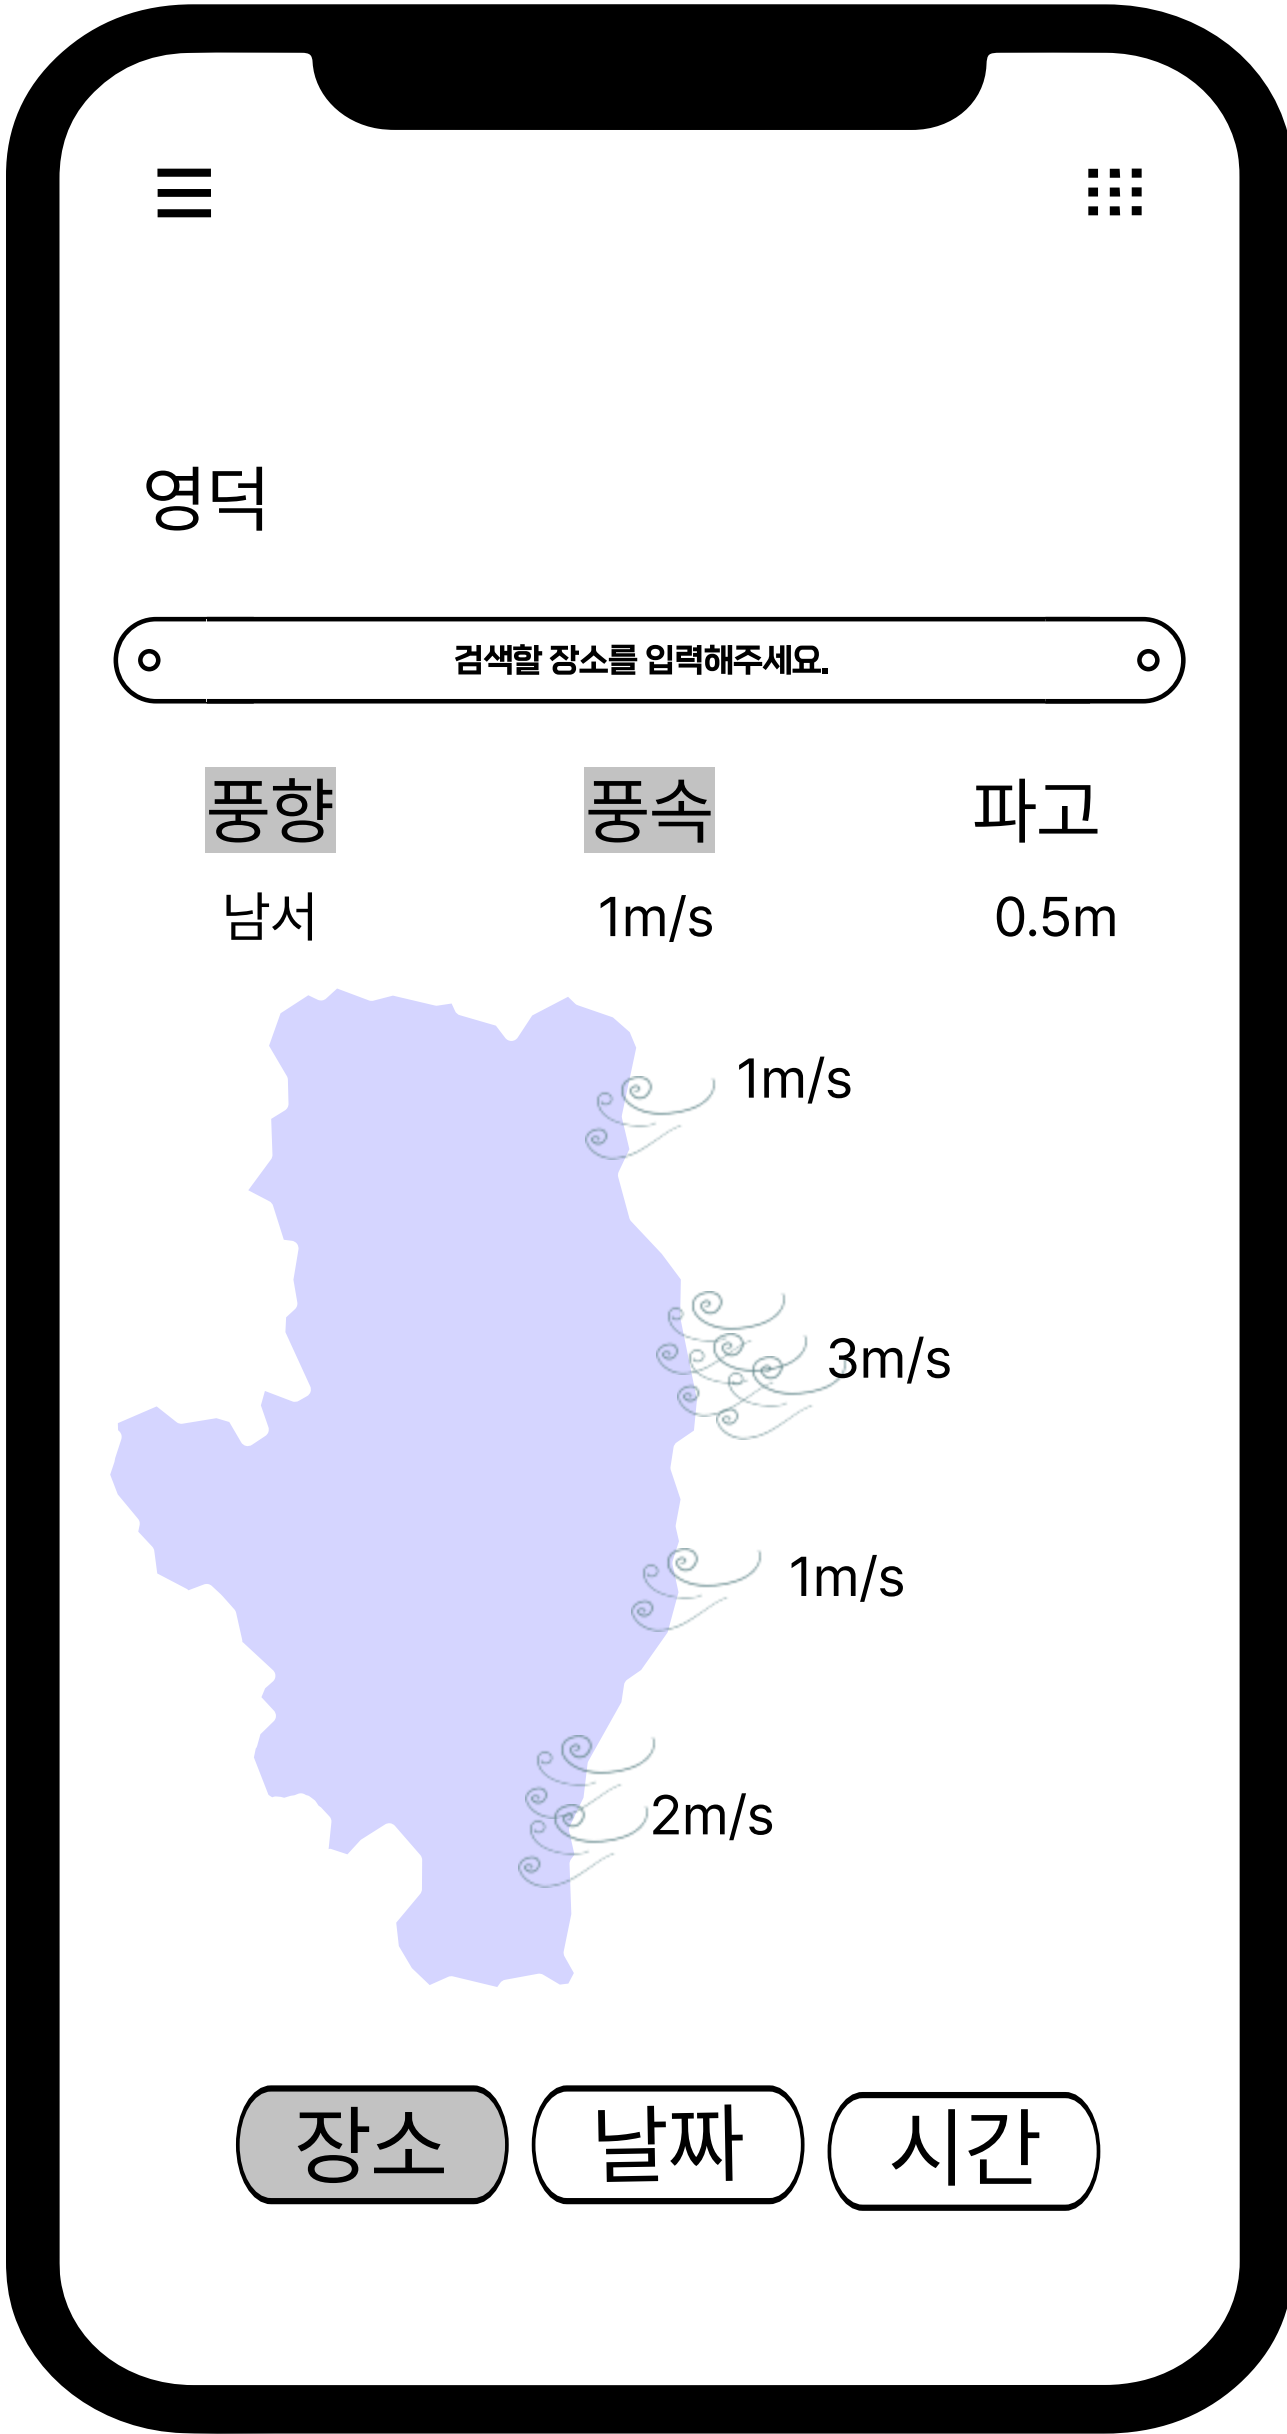 영덕
검색할 장소를 입력해주세요.
풍향 풍속 파고
남서 1m/s 0.5m
1m/s
3m/s
1m/s
2m/s
장소 날짜 시간